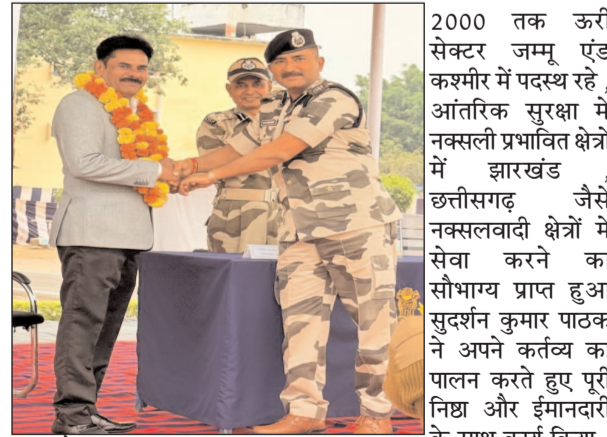 2000 तक ऊरी
सेक्टर जम्मू एंड
कश्मीर में पदस्थ रहे ,
आंतरिक सुरक्षा में
नक्सली प्रभावित क्षेत्रों
में झारखंड ,
छत्तीसगढ़ जैसे
नक्सलवादी क्षेत्रों में
सेवा करने का
सौभाग्य प्राप्त हुआ
सुदर्शन कुमार पाठक
ने अपने कर्तव्य का
पालन करते हुए पूरी
निष्ठा और ईमानदारी